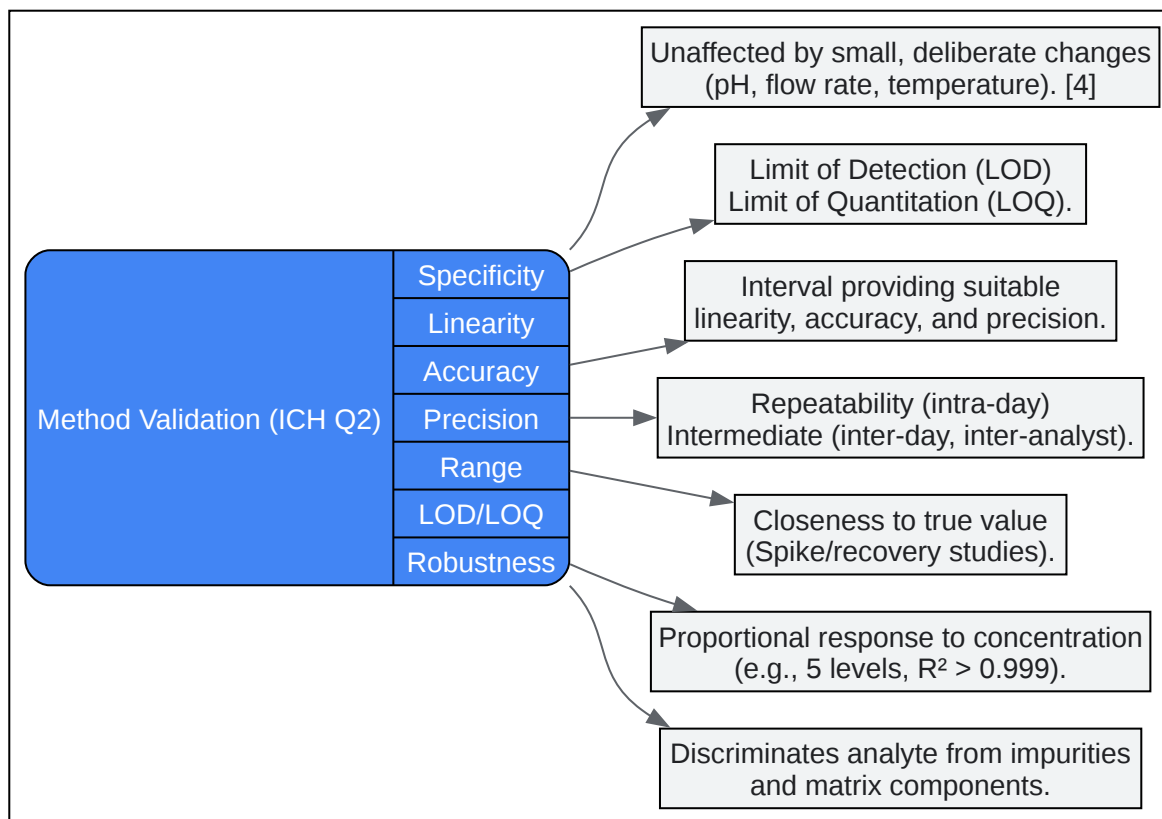 Method Validation (ICH Q2)
Specificity
Linearity
Accuracy
Precision
Range
LOD/LOQ
Robustness
Unaffected by small, deliberate changes
(pH, flow rate, temperature). [4]
Limit of Detection (LOD)
Limit of Quantitation (LOQ).
Interval providing suitable
linearity, accuracy, and precision.
Repeatability (intra-day)
Intermediate (inter-day, inter-analyst).
Closeness to true value
(Spike/recovery studies).
Proportional response to concentration
(e.g., 5 levels, R² > 0.999).
Discriminates analyte from impurities
and matrix components.